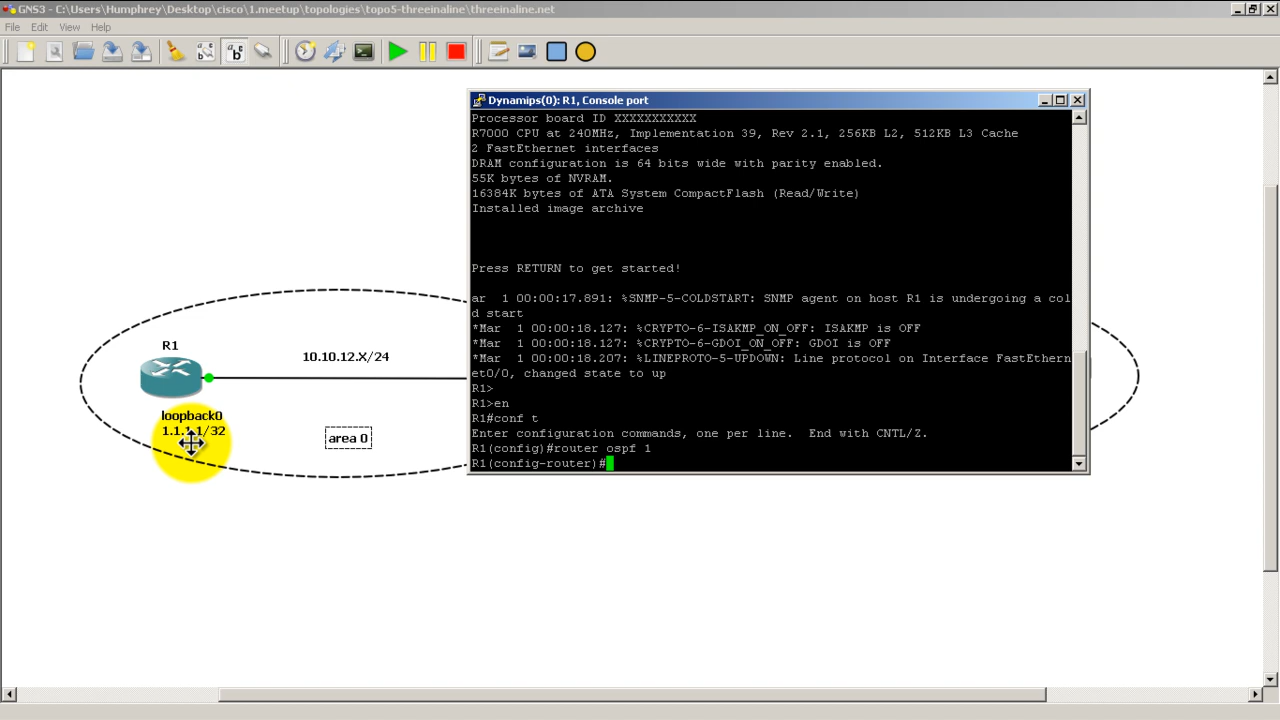 GNS3 - C:\Users\Humphrey\Desktop\cisco\1.meetup\topologies\topo5-threeinaline\threeinaline.net
File Edit View Help
Dynamips(0): R1, Console port
Processor board ID XXXXXXXXXXX
R7000 CPU at 240MHz, Implementation 39, Rev 2.1, 256KB L2, 512KB L3 Cache
2 FastEthernet interfaces
DRAM configuration is 64 bits wide with parity enabled.
55K bytes of NVRAM.
16384K bytes of ATA System CompactFlash (Read/Write)
Installed image archive
Press RETURN to get started!
ar  1 00:00:17.891: %SNMP-5-COLDSTART: SNMP agent on host R1 is undergoing a col
d start
*Mar  1 00:00:18.127: %CRYPTO-6-ISAKMP_ON_OFF: ISAKMP is OFF
*Mar  1 00:00:18.127: %CRYPTO-6-GDOI_ON_OFF: GDOI is OFF
*Mar  1 00:00:18.207: %LINEPROTO-5-UPDOWN: Line protocol on Interface FastEthern
et0/0, changed state to up
R1>
R1>en
R1#conf t
Enter configuration commands, one per line.  End with CNTL/Z.
R1(config)#router ospf 1
R1(config-router)#
R1
10.10.12.X/24
loopback0
1.1.1.1/32
area 0